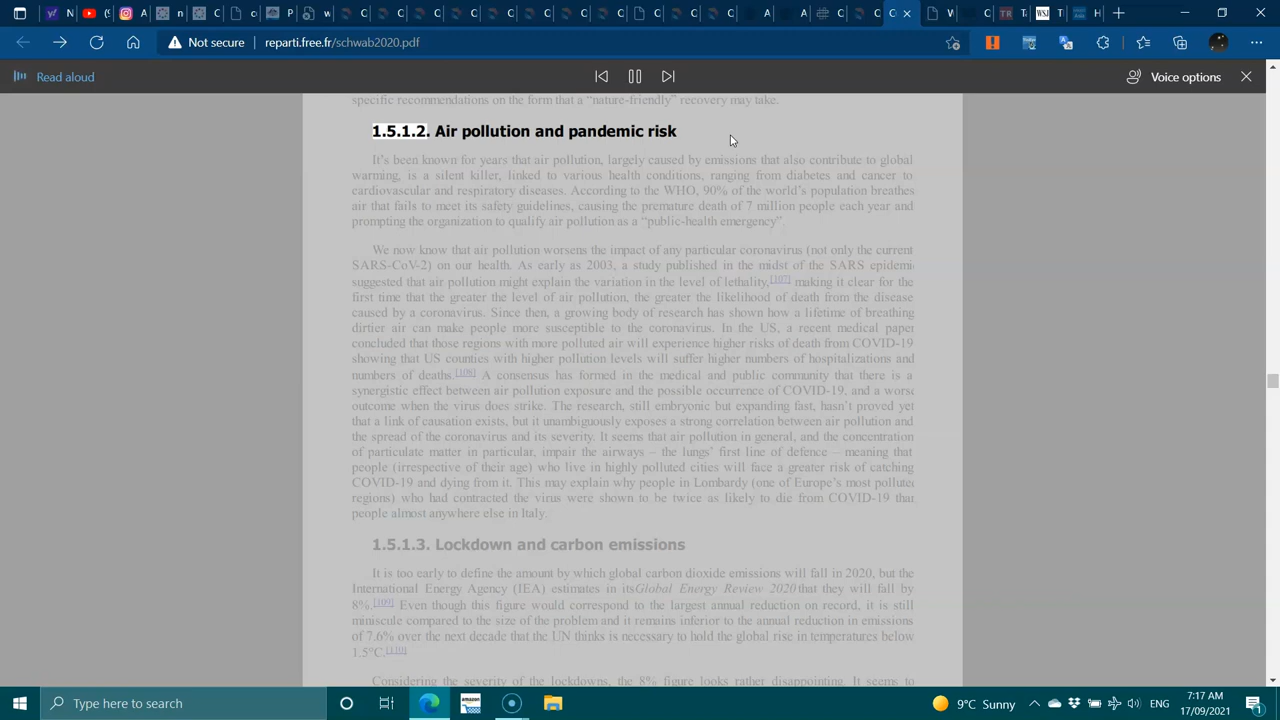 N
Y
(1)
S
F
A
C
C
C
C
C
C
w
C
C
C
C
C
C
C
A
A
C
C
C
W
C
TR T
WSJ T
H
Not secure reparti.free.fr/schwab2020.pdf
Read aloud
Voice options
specific recommendations on the form that a “nature-friendly” recovery may take.
1.5.1.2. Air pollution and pandemic risk
It’s been known for years that air pollution, largely caused by emissions that also contribute to global
warming, is a silent killer, linked to various health conditions, ranging from diabetes and cancer to
cardiovascular and respiratory diseases. According to the WHO, 90% of the world’s population breathes
air that fails to meet its safety guidelines, causing the premature death of 7 million people each year and
prompting the organization to qualify air pollution as a “public-health emergency”.
We now know that air pollution worsens the impact of any particular coronavirus (not only the current
SARS-CoV-2) on our health. As early as 2003, a study published in the midst of the SARS epidemi
suggested that air pollution might explain the variation in the level of lethality,[107] making it clear for the
first time that the greater the level of air pollution, the greater the likelihood of death from the disease
caused by a coronavirus. Since then, a growing body of research has shown how a lifetime of breathing
dirtier air can make people more susceptible to the coronavirus. In the US, a recent medical paper
concluded that those regions with more polluted air will experience higher risks of death from COVID-19
showing that US counties with higher pollution levels will suffer higher numbers of hospitalizations and
numbers of deaths.[108] A consensus has formed in the medical and public community that there is a
synergistic effect between air pollution exposure and the possible occurrence of COVID-19, and a worse
outcome when the virus does strike. The research, still embryonic but expanding fast, hasn’t proved yet
that a link of causation exists, but it unambiguously exposes a strong correlation between air pollution and
the spread of the coronavirus and its severity. It seems that air pollution in general, and the concentration
of particulate matter in particular, impair the airways – the lungs’ first line of defence – meaning that
people (irrespective of their age) who live in highly polluted cities will face a greater risk of catching
COVID-19 and dying from it. This may explain why people in Lombardy (one of Europe’s most polluted
regions) who had contracted the virus were shown to be twice as likely to die from COVID-19 than
people almost anywhere else in Italy.
1.5.1.3. Lockdown and carbon emissions
It is too early to define the amount by which global carbon dioxide emissions will fall in 2020, but the
International Energy Agency (IEA) estimates in itsGlobal Energy Review 2020that they will fall by
8%.[109] Even though this figure would correspond to the largest annual reduction on record, it is still
miniscule compared to the size of the problem and it remains inferior to the annual reduction in emissions
of 7.6% over the next decade that the UN thinks is necessary to hold the global rise in temperatures below
1.5°C.[110]
Considering the severity of the lockdowns, the 8% figure looks rather disappointing. It seems to
Type here to search
amazon
9°C Sunny
ENG
7:17 AM
17/09/2021
1